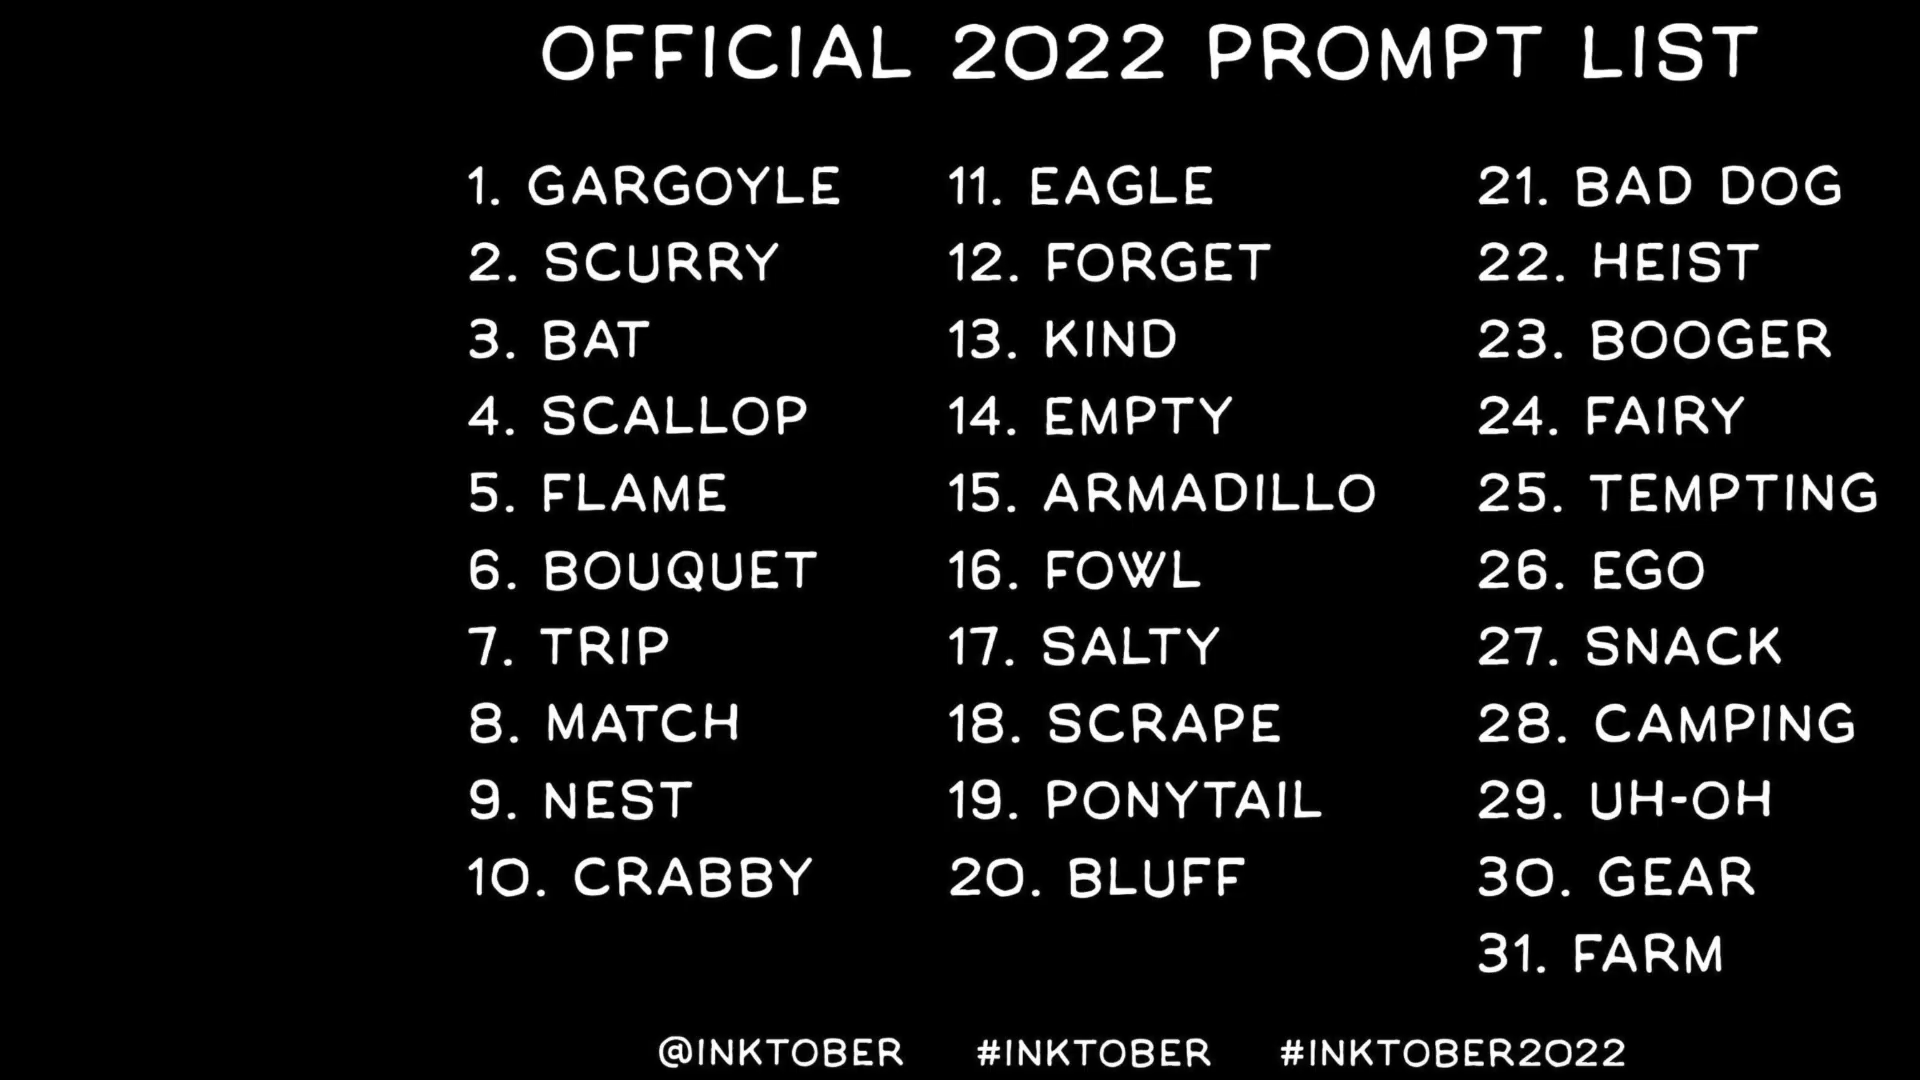 OFFICIAL 2022 PROMPT LIST
1. GARGOYLE
2. SCURRY
3. BAT
4. SCALLOP
5. FLAME
6. BOUQUET
7. TRIP
8. MATCH
9. NEST
10. CRABBY
11. EAGLE
12. FORGET
13. KIND
14. EMPTY
15. ARMADILLO
16. FOWL
17. SALTY
18. SCRAPE
19. PONYTAIL
20. BLUFF
21. BAD DOG
22. HEIST
23. BOOGER
24. FAIRY
25. TEMPTING
26. EGO
27. SNACK
28. CAMPING
29. UH-OH
30. GEAR
31. FARM
@INKTOBER #INKTOBER #INKTOBER2022